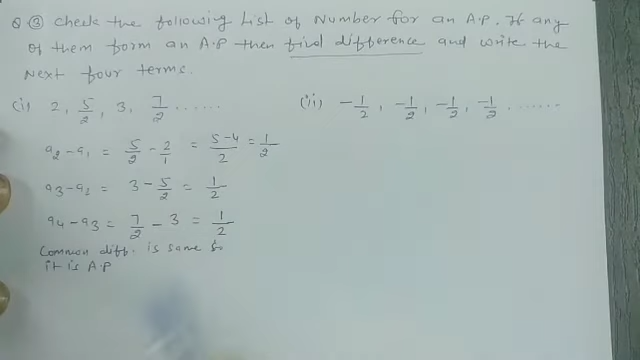 Q ③ Check the following List of Number for an A.P. If any
of them form an A.P then find difference and write the
Next four terms.
(i) 2, 5/2, 3, 7/2 ......
(ii) -1/2, -1/2, -1/2, -1/2 ......
a2-a1 = 5/2 - 2/1 = 5-4/2 = 1/2
a3-a2 = 3-5/2 = 1/2
a4-a3 = 7/2 - 3 = 1/2
Common diff. is same So
it is A.P